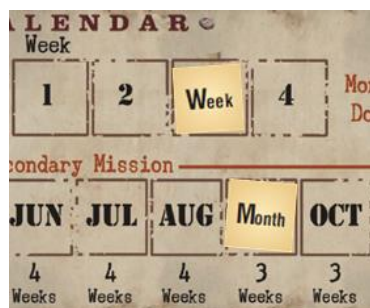 ALENDAR
Week
1 2 Week 4 Mo
Do
condary Mission
JUN JUL AUG Month OCT
4 4 4 3 3
Weeks Weeks Weeks Weeks Weeks